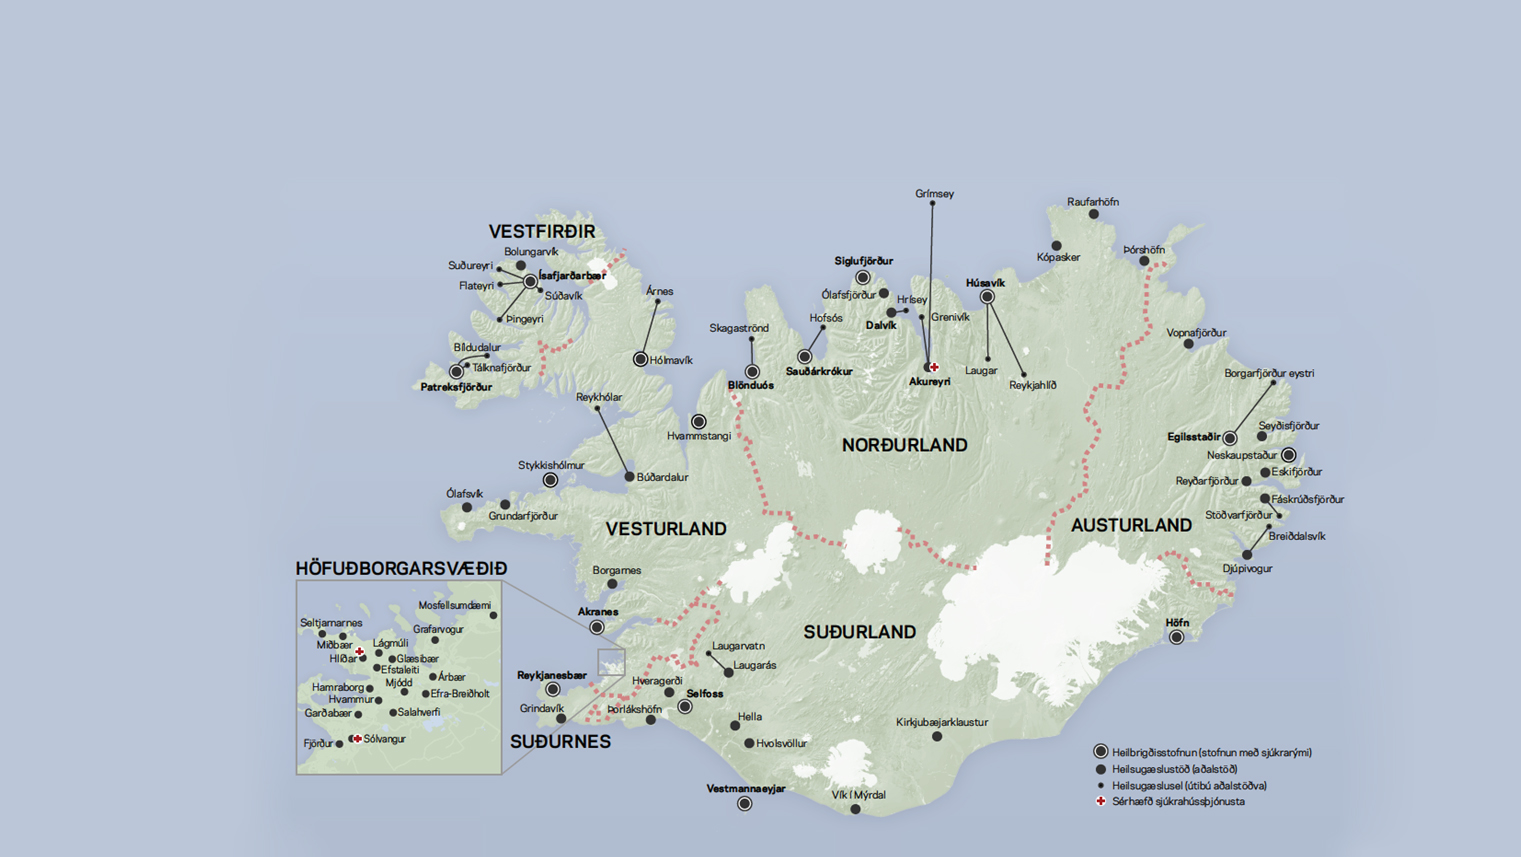 Grímsey
Raufarhöfn
VESTFIRÐIR
Bolungarvík
Þórshöfn
Kópasker
Suðureyri
Ísafjarðarbær
Siglufjörður
Flateyri
Súðavík
Árnes
Ólafsfjörður
Hrísey
Húsavík
Þingeyri
Hofsós
Dalvík
Grenivík
Skagaströnd
Vopnafjörður
Bíldudalur
Tálknafjörður
Hólmavík
Sauðárkrókur
Laugar
Borgarfjörður eystri
Patreksfjörður
Blönduós
Akureyri
Reykjahlíð
Reykhólar
Seyðisfjörður
Hvammstangi
Egilsstaðir
NORÐURLAND
Neskaupstaður
Stykkishólmur
Búðardalur
Eskifjörður
Reyðarfjörður
Ólafsvík
Fáskrúðsfjörður
Grundarfjörður
Stöðvarfjörður
VESTURLAND
AUSTURLAND
Breiðdalsvík
HÖFUÐBORGARSVÆÐIÐ
Borgarnes
Djúpivogur
Mosfellsumdæmi
Akranes
Seltjarnarnes
Grafarvogur
Höfn
SUÐURLAND
Miðbær
Lágmúli
Hlíðar
Glæsibær
Efstaleiti
Laugarvatn
Árbær
Laugarás
Mjódd
Reykjanesbær
Hveragerði
Hamraborg
Efra-Breiðholt
Selfoss
Hvammur
Grindavík
Þorlákshöfn
Garðabær
Salahverfi
Hella
Kirkjubæjarklaustur
Fjörður
Sólvangur
SUÐURNES
Hvolsvöllur
Vestmannaeyjar
Vík í Mýrdal
Heilbrigðisstofnun (stofnun með sjúkrarými)
Heilsugæslustöð (aðalstöð)
Heilsugæslusel (útibú aðalstöðva)
Sérhæfð sjúkrahússþjónusta